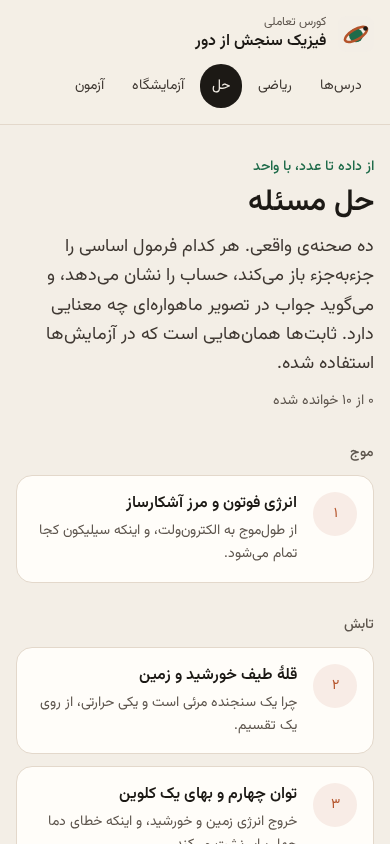 کورس تعاملی
فیزیک سنجش از دور
درس‌ها
ریاضی
حل
آزمایشگاه
آزمون
از داده تا عدد، با واحد
حل مسئله
ده صحنه‌ی واقعی. هر کدام فرمول اساسی را
جزءبه‌جزء باز می‌کند، حساب را نشان می‌دهد، و
می‌گوید جواب در تصویر ماهواره‌ای چه معنایی
دارد. ثابت‌ها همان‌هایی است که در آزمایش‌ها
استفاده شده.
۰ از ۱۰ خوانده شده
موج
۱
انرژی فوتون و مرز آشکارساز
از طول‌موج به الکترون‌ولت، و اینکه سیلیکون کجا
تمام می‌شود.
تابش
۲
قلهٔ طیف خورشید و زمین
چرا یک سنجنده مرئی است و یکی حرارتی، از روی
یک تقسیم.
۳
توان چهارم و بهای یک کلوین
خروج انرژی زمین و خورشید، و اینکه خطای دما